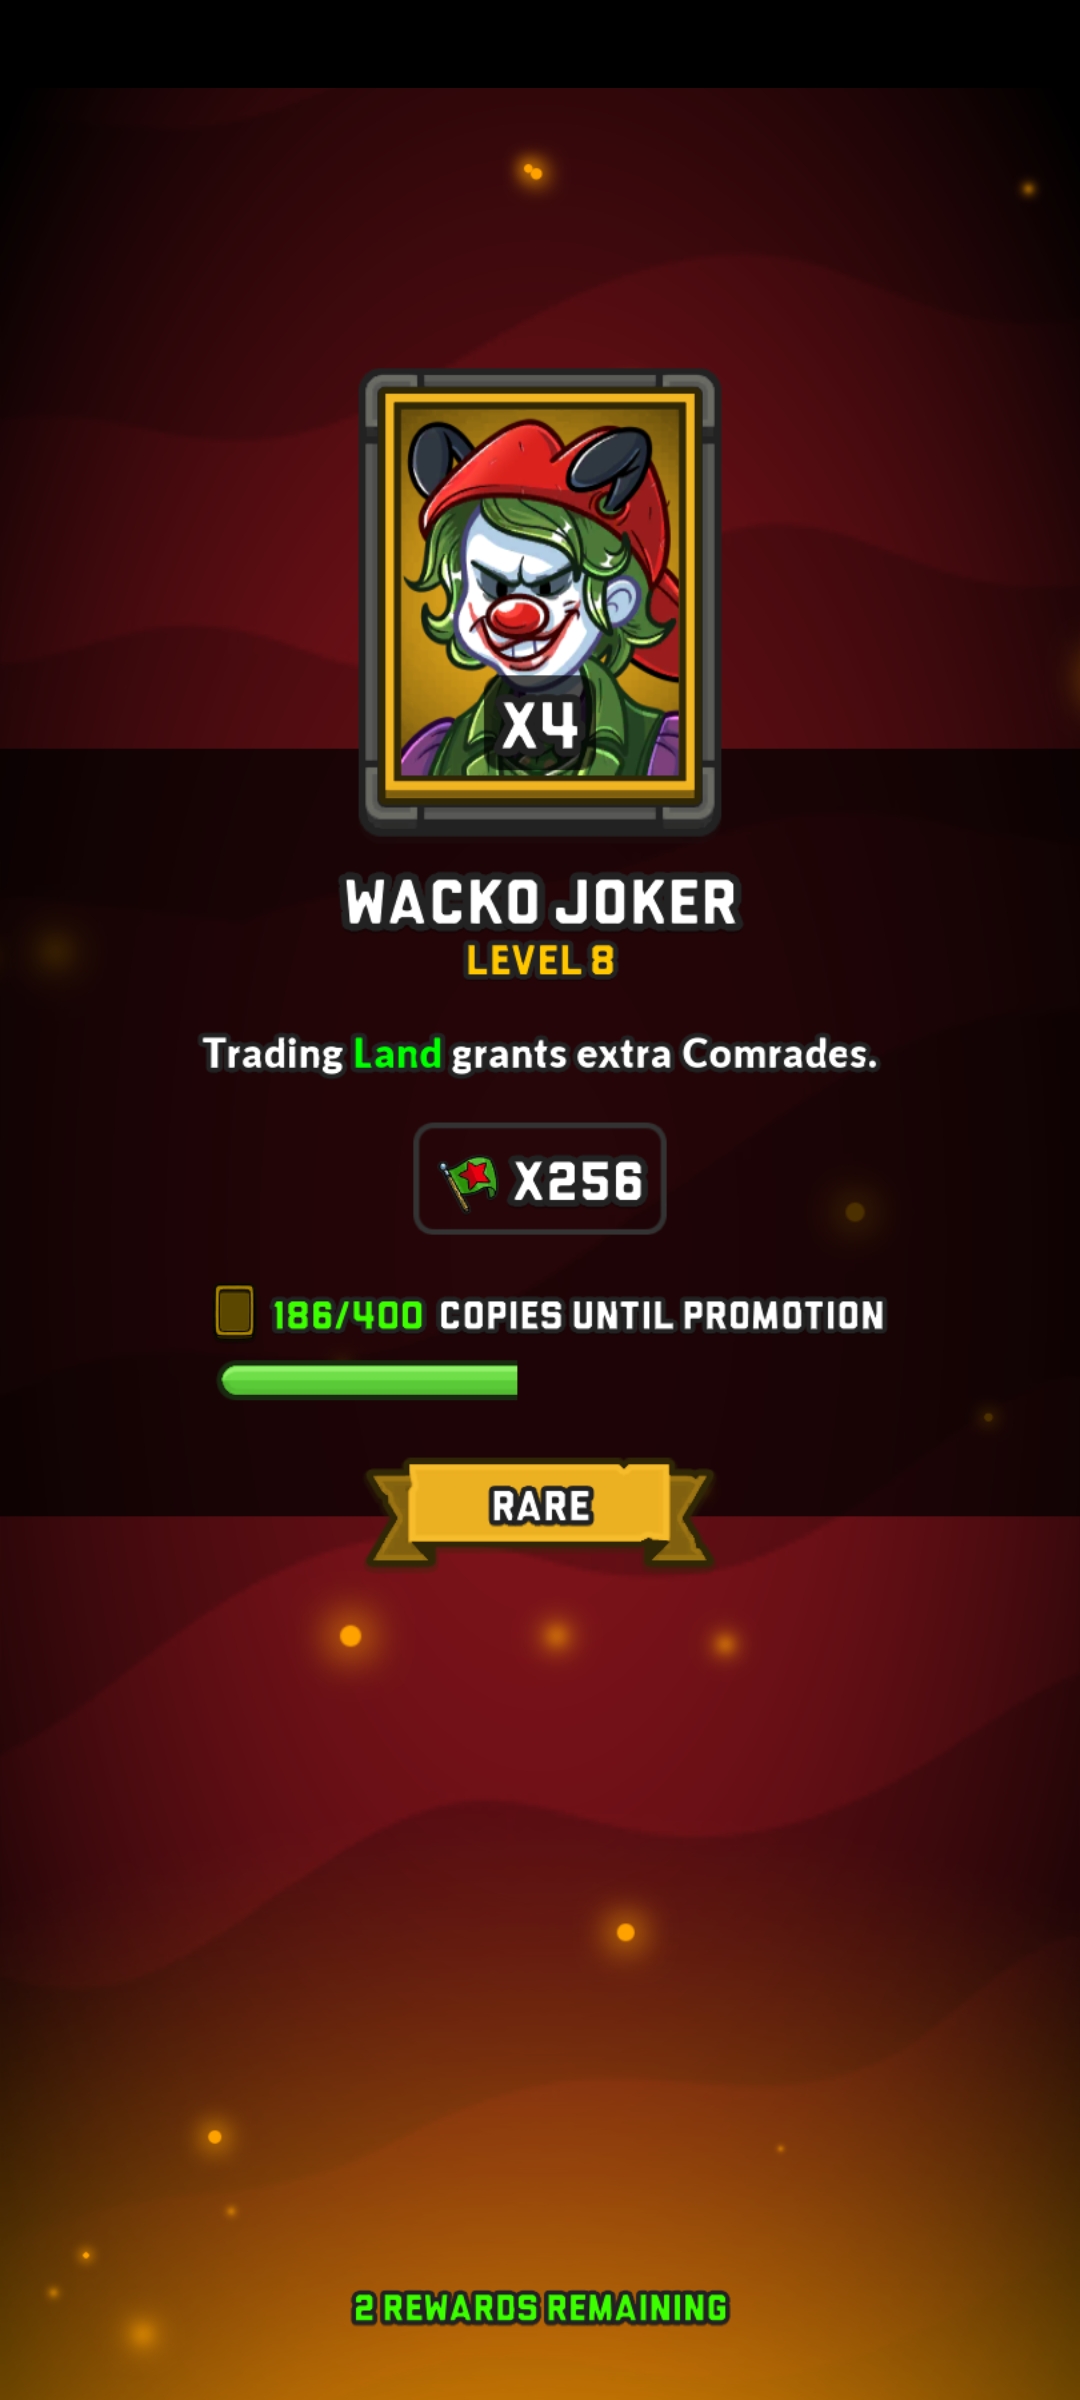 X4
WACKO JOKER
LEVEL 8
Trading Land grants extra Comrades.
X256
186/400 COPIES UNTIL PROMOTION
RARE
2 REWARDS REMAINING